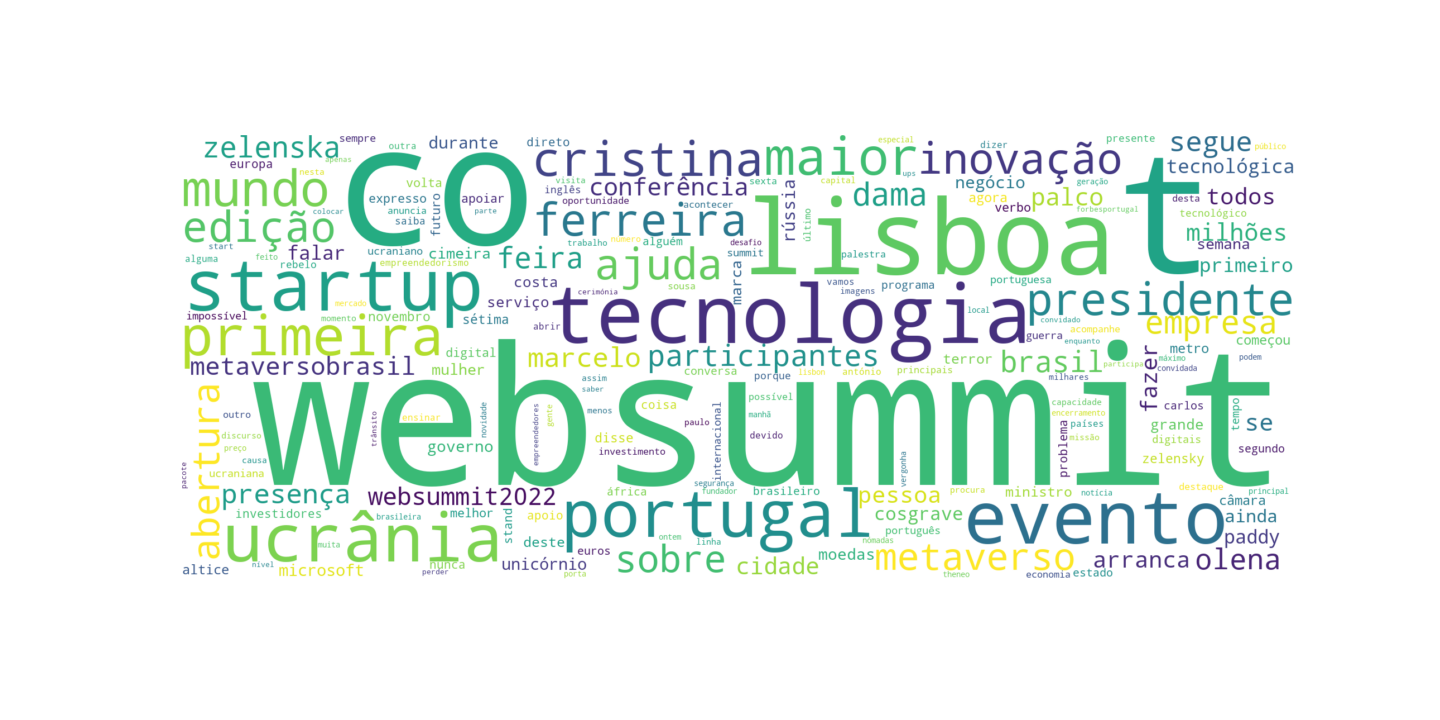 zelenska
sempre
outra
durante
direto
especial
dizer
presente
segue
público
europa
apenas
nesta
co
cristina
maior
ups
inovação
t
tecnológica
mundo
volta
visita
sexta
capital
negócio
geração
expresso
apoiar
inglês
conferência
dama
agora
palco
desta
todos
colocar
anuncia
parte
futuro
oportunidade
acontecer
rússia
verbo
forbesportugal
edição
saiba
ferreira
último
lisboa
tecnológico
milhões
start
falar
ucraniano
cimeira
trabalho
número
alguém
desafio
semana
alguma
feito
rebelo
empreendedorismo
feira
ajuda
summit
palestra
primeiro
startup
costa
sousa
marca
vamos
portuguesa
serviço
cerimónia
imagens
programa
presidente
mercado
tecnologia
local
impossível
momento
novembro
sétima
abrir
convidado
acompanhe
empresa
primeira
guerra
enquanto
começou
digital
marcelo
participantes
terror
brasil
metro
máximo
podem
metaversobrasil
mulher
conversa
porque
lisbon
antónio
principais
milhares
participa
convidada
assim
saber
websummit
fazer
abertura
outro
trânsito
ensinar
novidade
empreendedores
gente
menos
coisa
possível
manhã
capacidade
encerramento
carlos
tempo
discurso
preço
governo
disse
paulo
devido
países
grande
se
causa
investimento
internacional
problema
missão
digitais
segundo
pacote
ucraniana
vergonha
zelensky
presença
websummit2022
segurança
áfrica
fundador
brasileiro
pessoa
procura
ministro
notícia
destaque
principal
investidores
melhor
stand
apoio
portugal
cosgrave
evento
câmara
ainda
brasileira
ucrânia
muita
deste
ontem
linha
português
nómadas
paddy
altice
nível
microsoft
nunca
perder
unicórnio
euros
porta
sobre
cidade
moedas
metaverso
theneo
economia
estado
arranca
olena